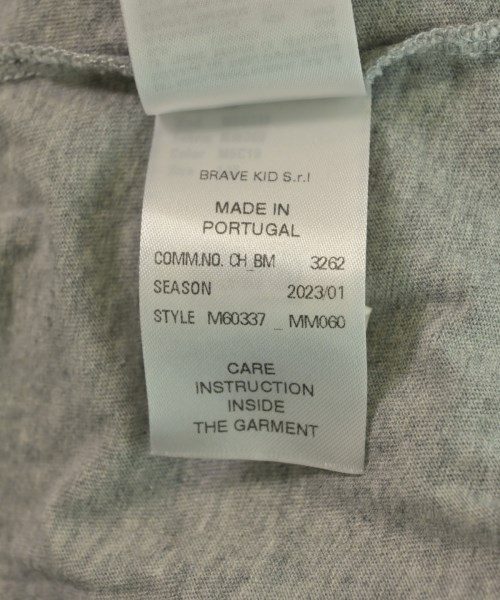 BRAVE KID S.r.l
MADE IN
PORTUGAL
COMM.NO. CH_BM 3262
SEASON 2023/01
STYLE M60337 _ MM060
CARE
INSTRUCTION
INSIDE
THE GARMENT